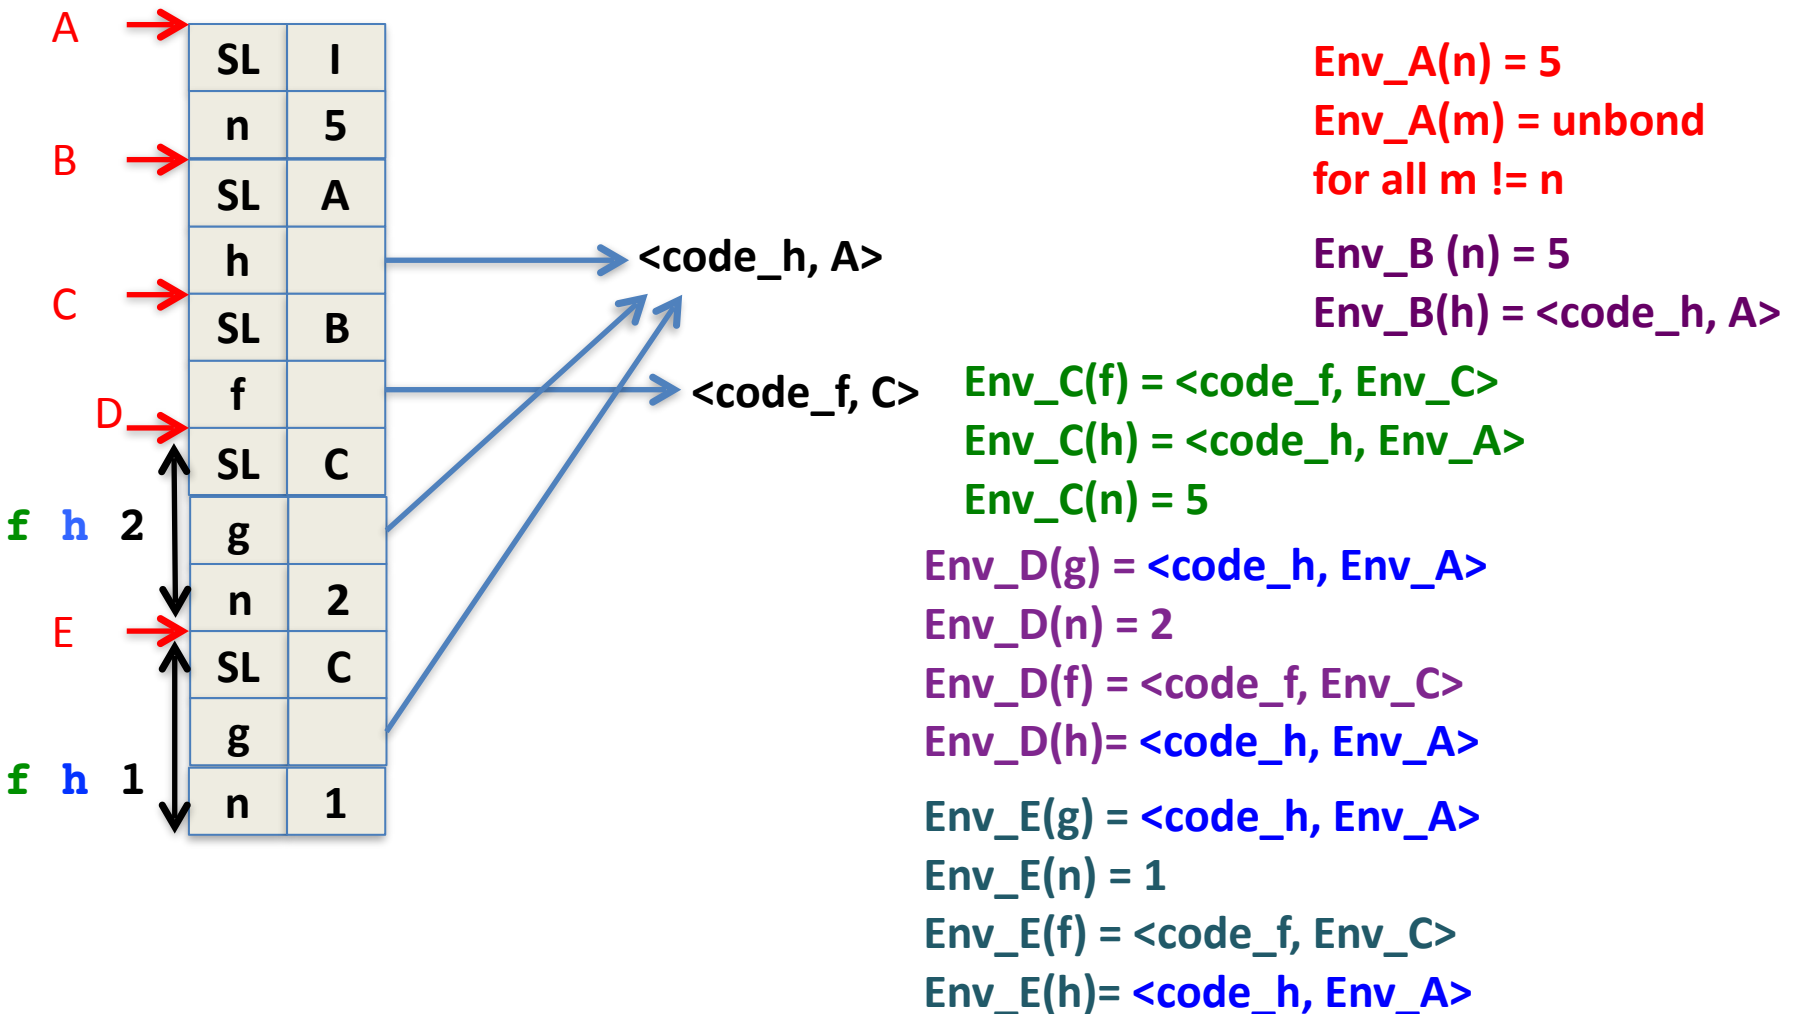 A
SL I
n 5
B
SL A
h
C
SL B
f
D
SL C
g
f h 2
n 2
E
SL C
g
f h 1
n 1
<code_h, A>
<code_f, C>
Env_A(n) = 5
Env_A(m) = unbond
for all m != n
Env_B (n) = 5
Env_B(h) = <code_h, A>
Env_C(f) = <code_f, Env_C>
Env_C(h) = <code_h, Env_A>
Env_C(n) = 5
Env_D(g) = <code_h, Env_A>
Env_D(n) = 2
Env_D(f) = <code_f, Env_C>
Env_D(h)= <code_h, Env_A>
Env_E(g) = <code_h, Env_A>
Env_E(n) = 1
Env_E(f) = <code_f, Env_C>
Env_E(h)= <code_h, Env_A>